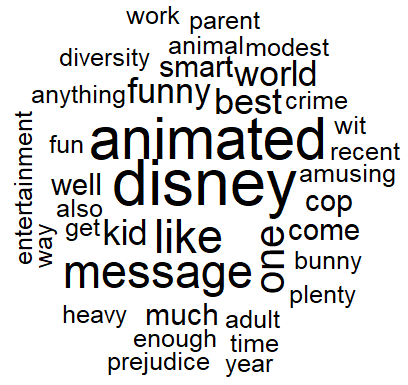 work parent
diversity animal modest
smart world
anything funny best crime
entertainment fun animated wit
recent
well disney amusing
also cop
way get kid like one come
message bunny
plenty
heavy much adult
enough time
prejudice year